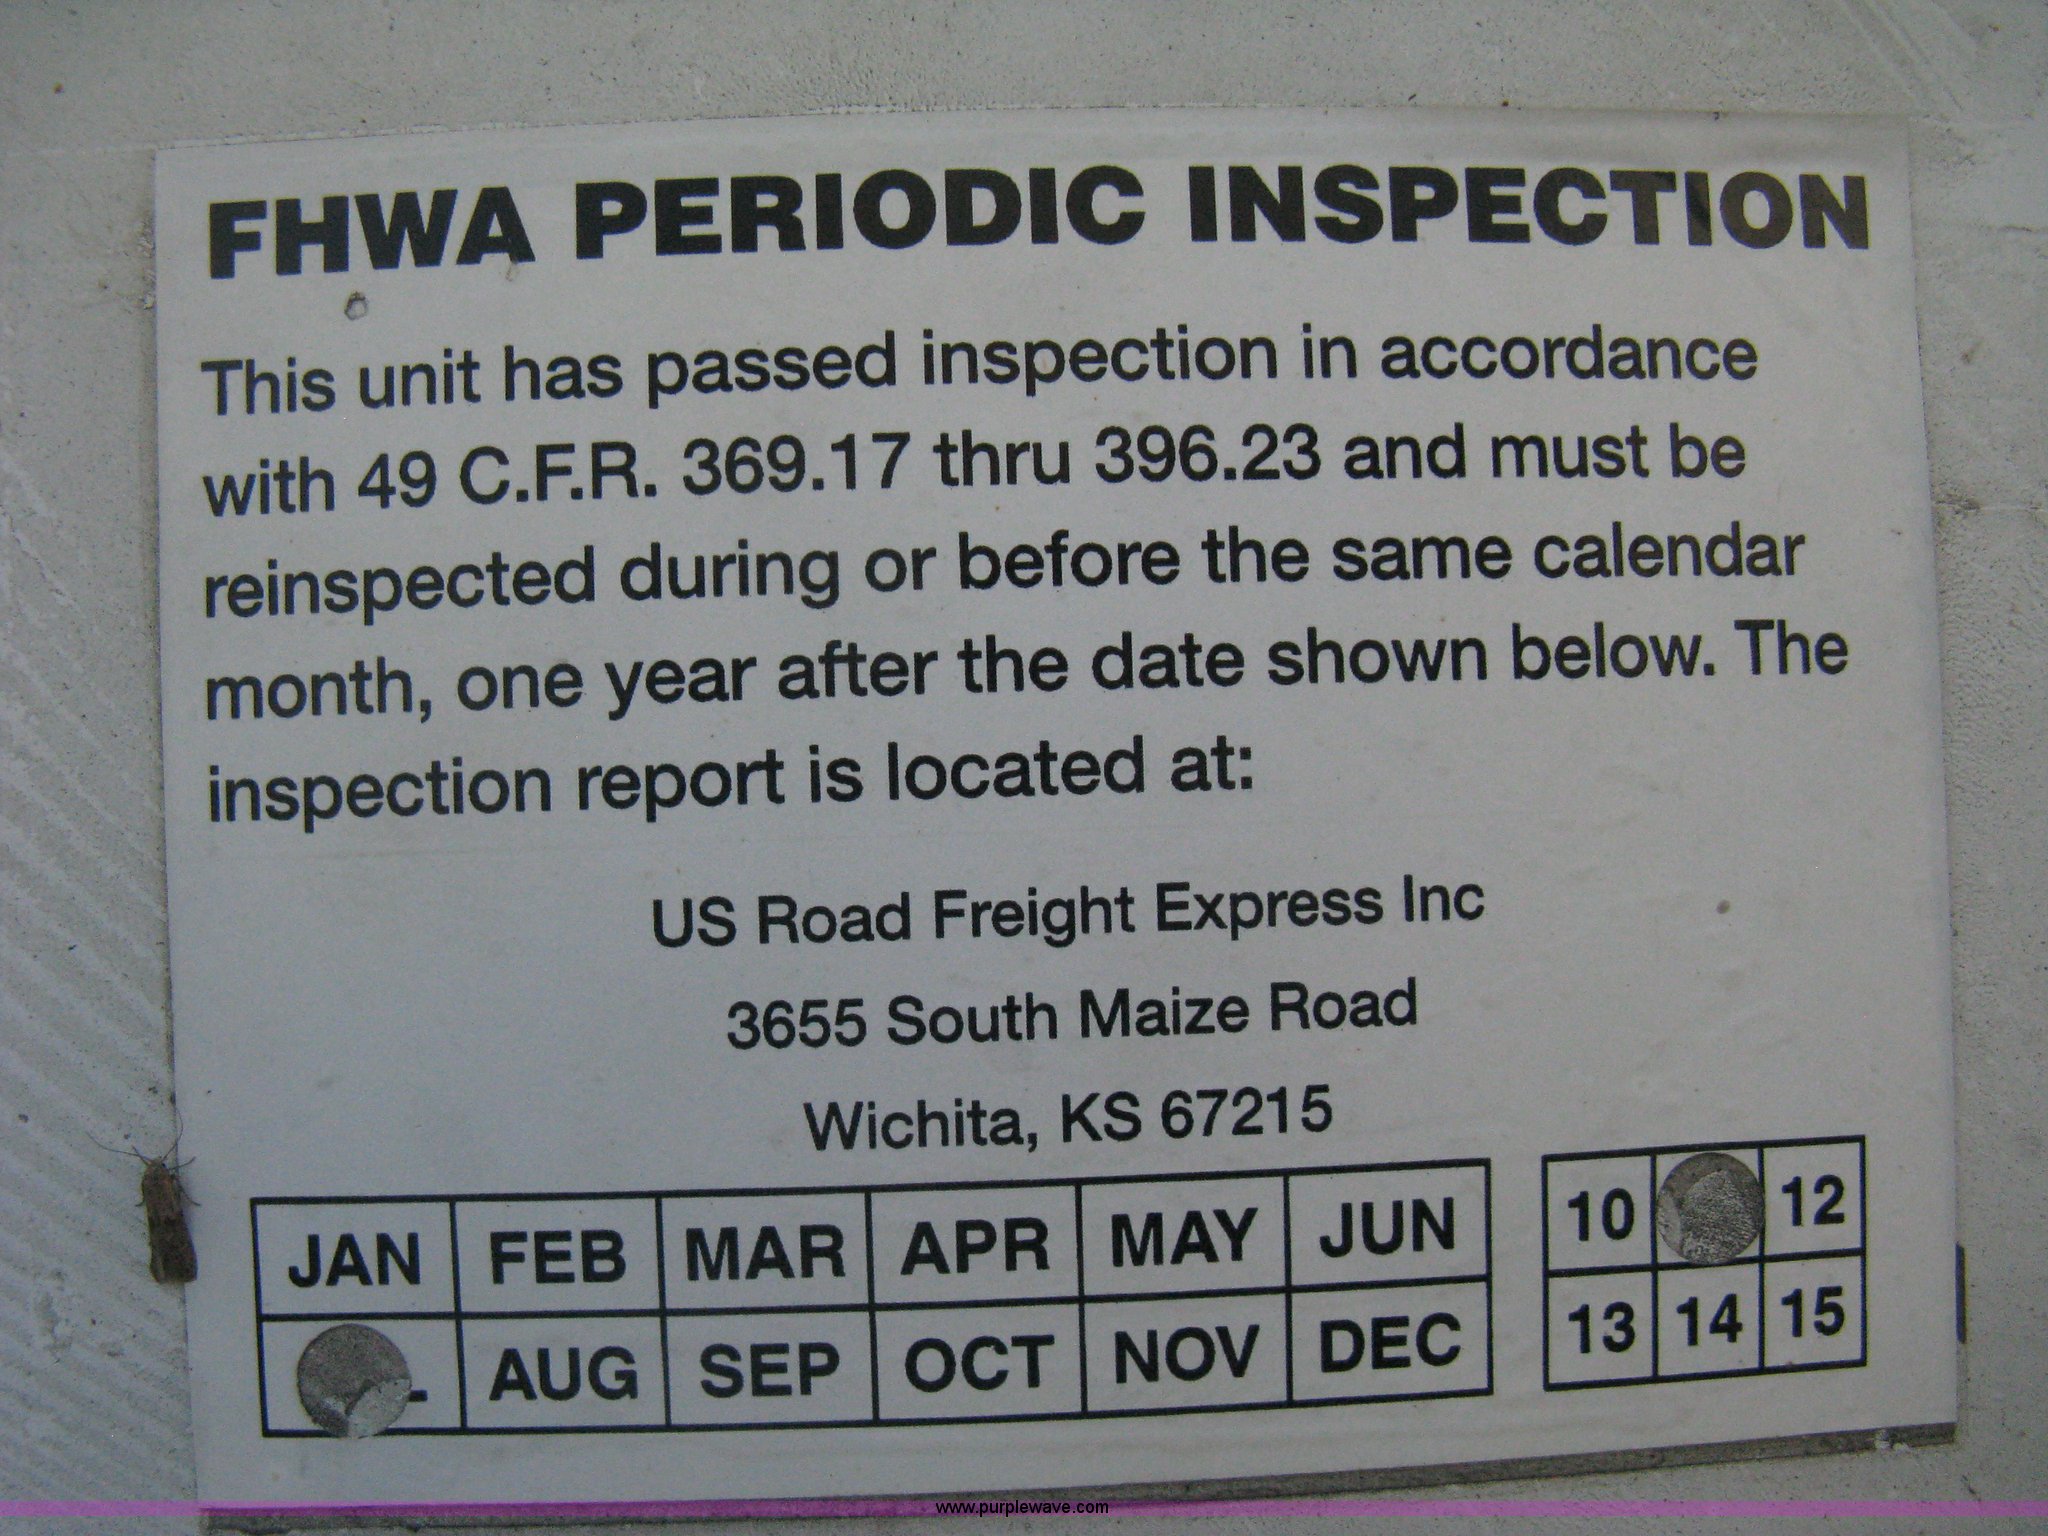 FHWA PERIODIC INSPECTION
This unit has passed inspection in accordance
with 49 C.F.R. 369.17 thru 396.23 and must be
reinspected during or before the same calendar
month, one year after the date shown below. The
inspection report is located at:
US Road Freight Express Inc
3655 South Maize Road
Wichita, KS 67215
JAN FEB MAR APR MAY JUN 10 12
AUG SEP OCT NOV DEC 13 14 15
www.purplewave.com